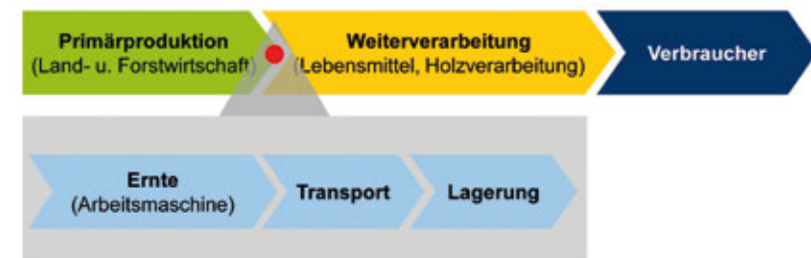 Primärproduktion
(Land- u. Forstwirtschaft)
Weiterverarbeitung
(Lebensmittel, Holzverarbeitung)
Verbraucher
Ernte
(Arbeitsmaschine)
Transport
Lagerung